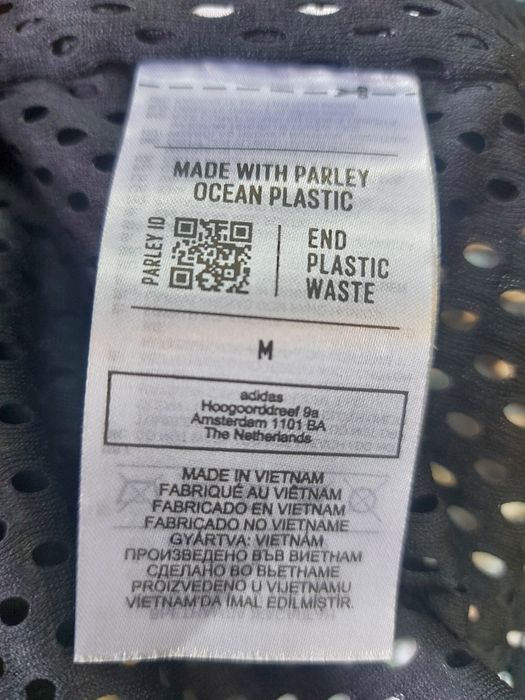 MADE WITH PARLEY
OCEAN PLASTIC
PARLEY ID
END
PLASTIC
WASTE
M
adidas
Hoogoorddreef 9a
Amsterdam 1101 BA
The Netherlands
MADE IN VIETNAM
FABRIQUÉ AU VIÊTNAM
FABRICADO EN VIETNAM
FABRICADO NO VIETNAME
GYÁRTVA: VIETNÁM
ПРОИЗВЕДЕНО ВЪВ ВИЕТНАМ
СДЕЛАНО ВО ВЬЕТНАМЕ
PROIZVEDENO U VIJETNAMU
VIETNAM'DA İMAL EDİLMİŞTİR.